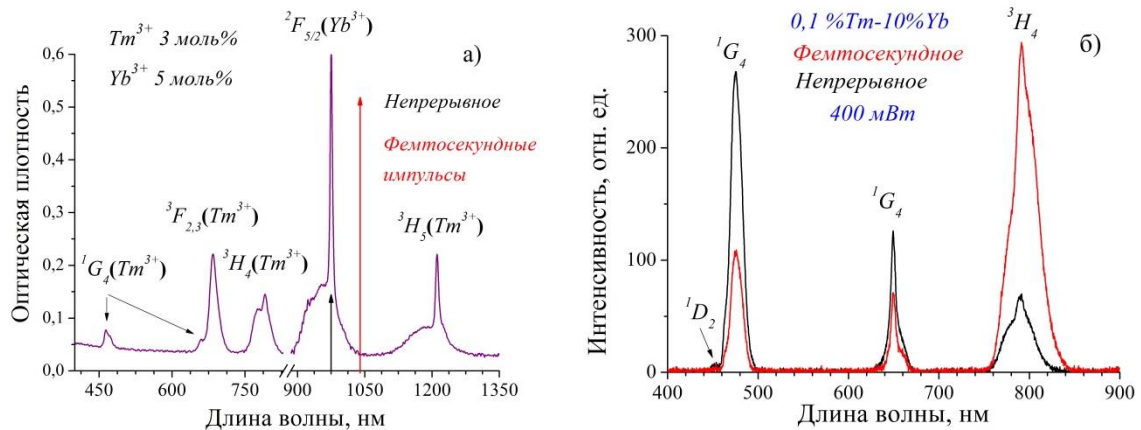 Tm³⁺ 3 моль%
Yb³⁺ 5 моль%
²F₅/₂(Yb³⁺)
а)
Непрерывное
Фемтосекундные
импульсы
³F₂,₃(Tm³⁺)
¹G₄(Tm³⁺)
³H₄(Tm³⁺)
³H₅(Tm³⁺)
Оптическая плотность
0,6
0,5
0,4
0,3
0,2
0,1
0,0
450 600 750 900 1050 1200 1350
Длина волны, нм
0,1 %Tm-10%Yb
Фемтосекундное
Непрерывное
400 мВт
б)
¹G₄
¹G₄
³H₄
¹D₂
Интенсивность, отн. ед.
300
200
100
0
400 500 600 700 800 900
Длина волны, нм